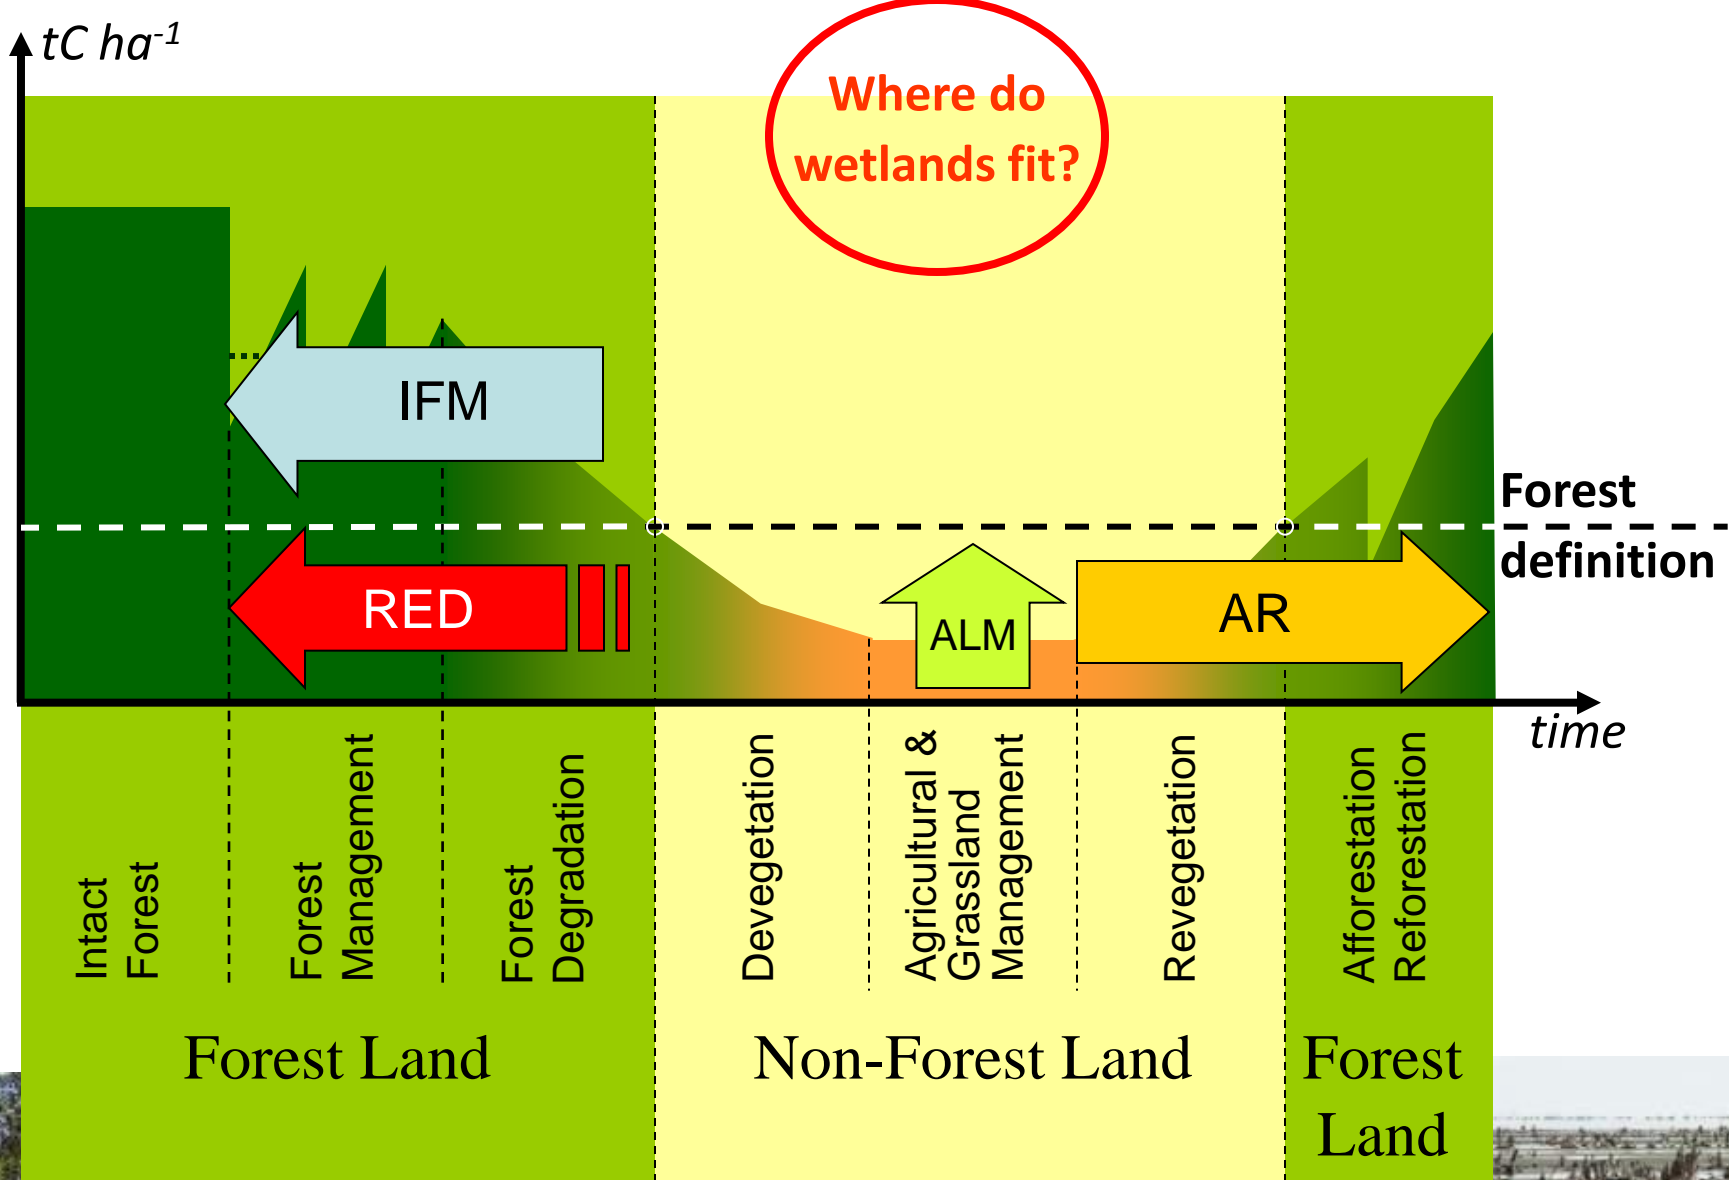 tC ha-1
Where do
wetlands fit?
IFM
Forest
definition
RED
ALM
AR
time
Intact
Forest
Forest
Management
Forest
Degradation
Devegetation
Agricultural &
Grassland
Management
Revegetation
Afforestation
Reforestation
Forest Land
Non-Forest Land
Forest
Land